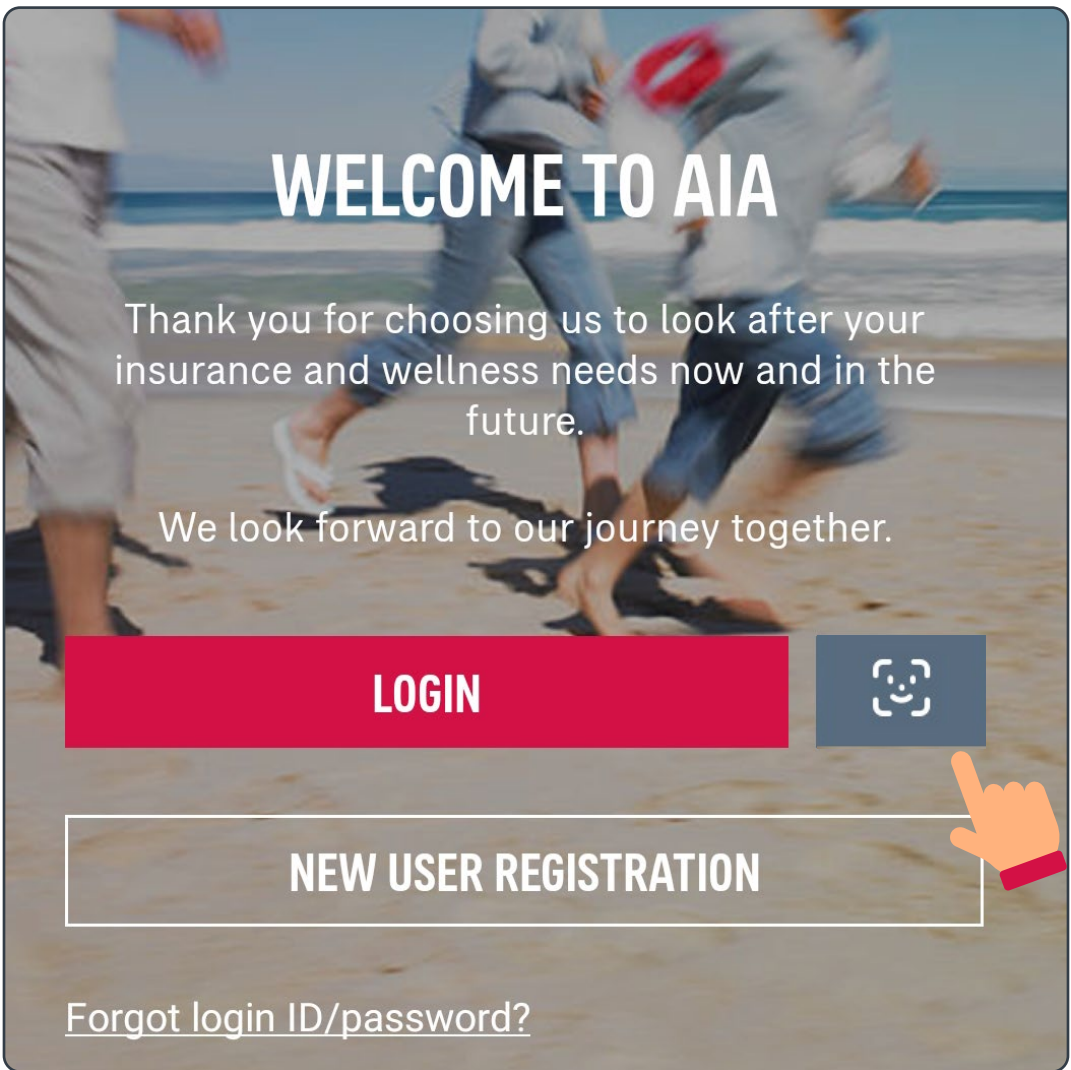 WELCOME TO AIA
Thank you for choosing us to look after your
insurance and wellness needs now and in the
future.
We look forward to our journey together.
LOGIN
NEW USER REGISTRATION
Forgot login ID/password?